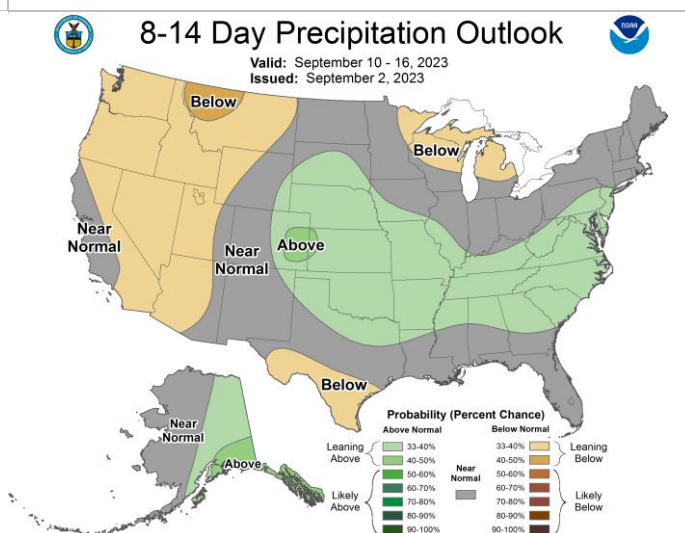 8-14 Day Precipitation Outlook
Valid: September 10 - 16, 2023
Issued: September 2, 2023
NOAA
Below
Below
Near
Normal
Near
Normal
Above
Below
Near
Normal
Above
Probability (Percent Chance)
Above Normal
Below Normal
Leaning
Above
33-40%
40-50%
50-60%
60-70%
70-80%
80-90%
90-100%
Likely
Above
Near
Normal
33-40%
40-50%
50-60%
60-70%
70-80%
80-90%
90-100%
Leaning
Below
Likely
Below